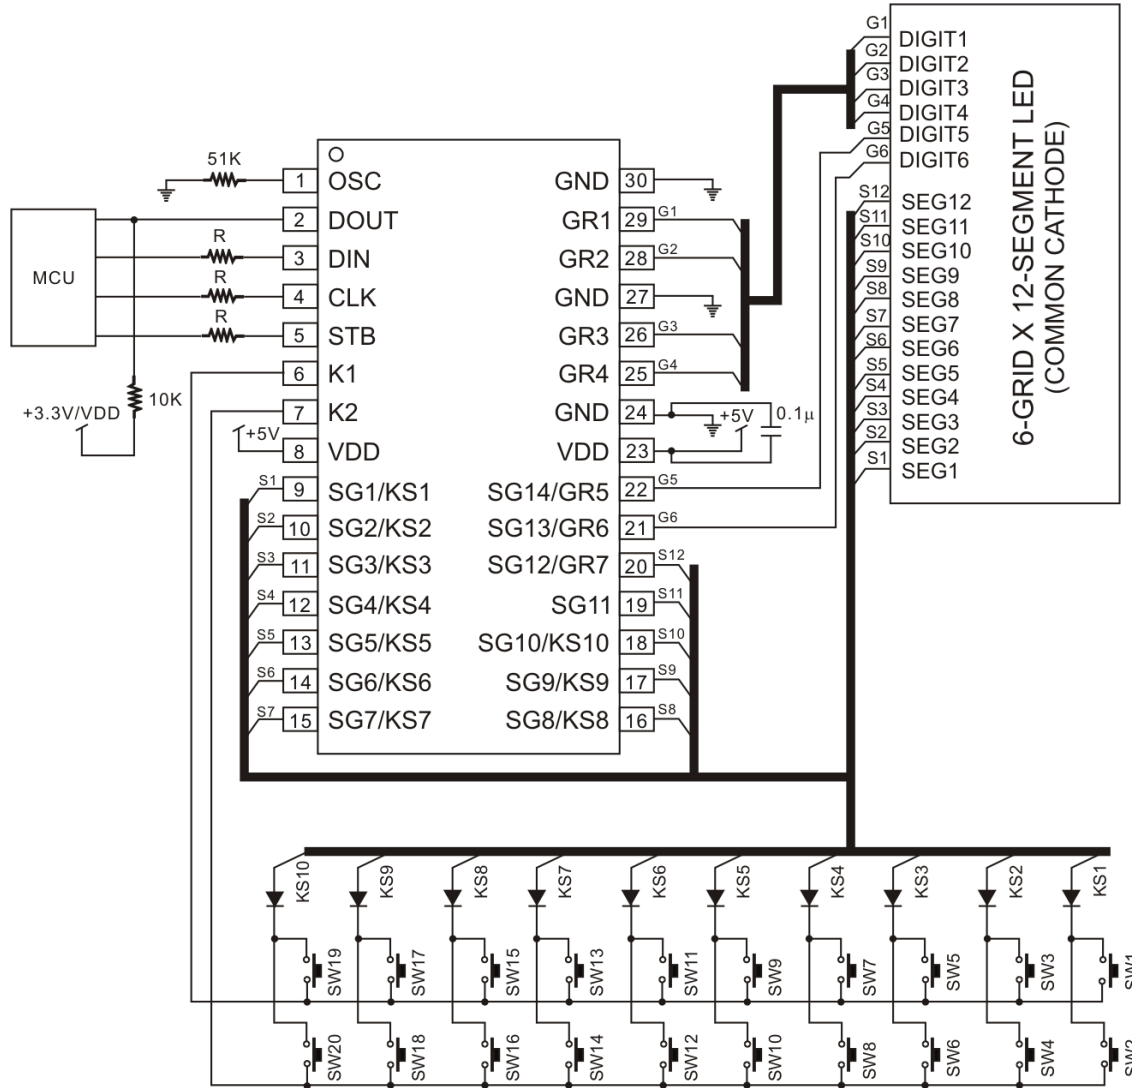 51K
MCU
R
R
R
10K
+3.3V/VDD
+5V
1 OSC
2 DOUT
3 DIN
4 CLK
5 STB
6 K1
7 K2
8 VDD
S1 9 SG1/KS1
S2 10 SG2/KS2
S3 11 SG3/KS3
S4 12 SG4/KS4
S5 13 SG5/KS5
S6 14 SG6/KS6
S7 15 SG7/KS7
GND 30
GR1 29 G1
GR2 28 G2
GND 27
GR3 26 G3
GR4 25 G4
GND 24
+5V 0.1μ
VDD 23
SG14/GR5 22 G5
SG13/GR6 21 G6
SG12/GR7 20 S12
SG11 19 S11
SG10/KS10 18 S10
SG9/KS9 17 S9
SG8/KS8 16 S8
G1 DIGIT1
G2 DIGIT2
G3 DIGIT3
G4 DIGIT4
G5 DIGIT5
G6 DIGIT6
S12 SEG12
S11 SEG11
S10 SEG10
S9 SEG9
S8 SEG8
S7 SEG7
S6 SEG6
S5 SEG5
S4 SEG4
S3 SEG3
S2 SEG2
S1 SEG1
6-GRID X 12-SEGMENT LED
(COMMON CATHODE)
KS10 KS9 KS8 KS7 KS6 KS5 KS4 KS3 KS2 KS1
SW19 SW17 SW15 SW13 SW11 SW9 SW7 SW5 SW3 SW1
SW20 SW18 SW16 SW14 SW12 SW10 SW8 SW6 SW4 SW2